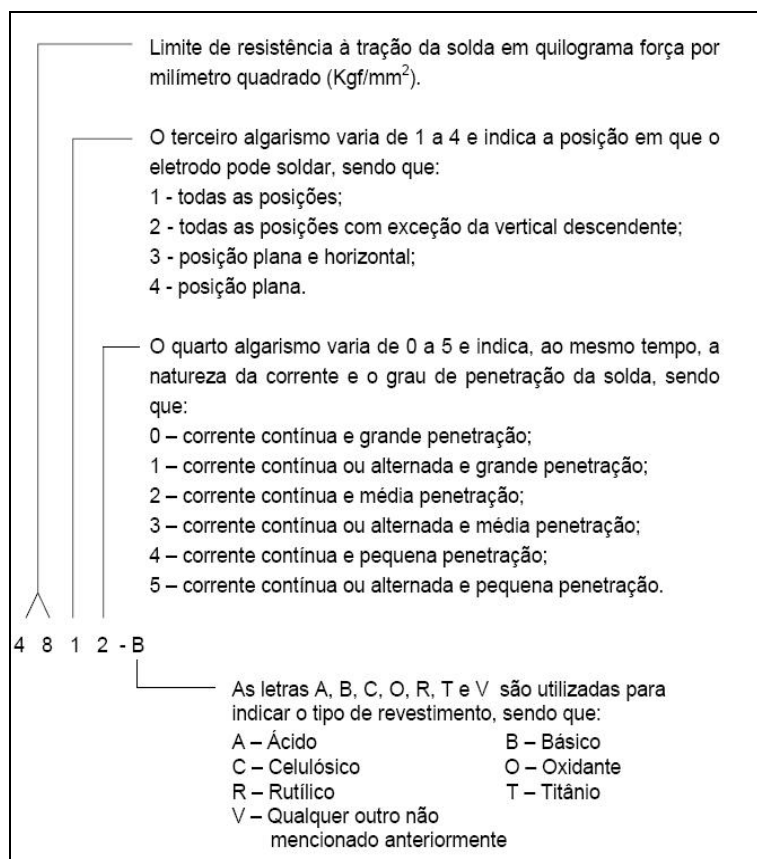 Limite de resistência à tração da solda em quilograma força por
milímetro quadrado (Kgf/mm²).
O terceiro algarismo varia de 1 a 4 e indica a posição em que o
eletrodo pode soldar, sendo que:
1 - todas as posições;
2 - todas as posições com exceção da vertical descendente;
3 - posição plana e horizontal;
4 - posição plana.
O quarto algarismo varia de 0 a 5 e indica, ao mesmo tempo, a
natureza da corrente e o grau de penetração da solda, sendo
que:
0 – corrente contínua e grande penetração;
1 – corrente contínua ou alternada e grande penetração;
2 – corrente contínua e média penetração;
3 – corrente contínua ou alternada e média penetração;
4 – corrente contínua e pequena penetração;
5 – corrente contínua ou alternada e pequena penetração.
4 8 1 2 - B
As letras A, B, C, O, R, T e V são utilizadas para
indicar o tipo de revestimento, sendo que:
A – Ácido B – Básico
C – Celulósico O – Oxidante
R – Rutílico T – Titânio
V – Qualquer outro não
mencionado anteriormente